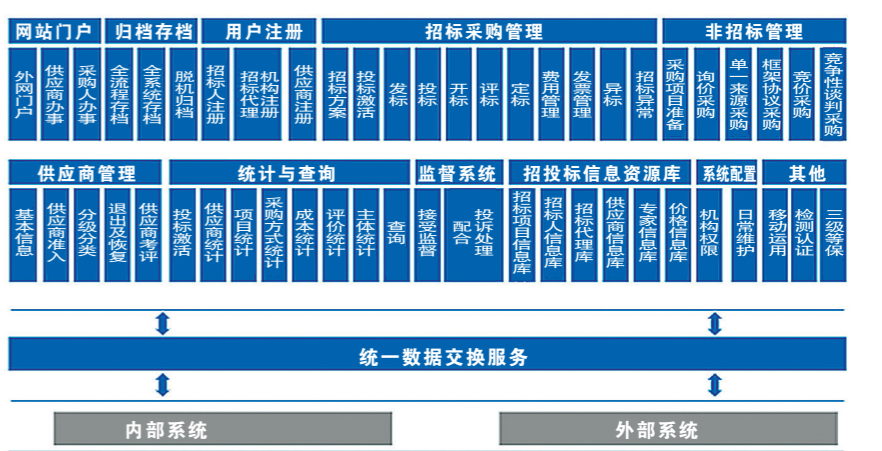 网站门户
归档存档
用户注册
招标采购管理
非招标管理
外网门户
供应商办事
采购人办事
全流程存档
全系统存档
脱机归档
招标人注册
招标代理
机构注册
供应商注册
招标方案
投标激活
发标
投标
开标
评标
定标
费用管理
发票管理
异标
招标异常
采购项目准备
询价采购
单一来源采购
框架协议采购
竞价采购
竞争性谈判采购
供应商管理
统计与查询
监督系统
招投标信息资源库
系统配置
其他
基本信息
供应商准入
分级分类
退出及恢复
供应商考评
投标激活
供应商统计
项目统计
采购方式统计
成本统计
评价统计
主体统计
查询
接受监督
配合
投诉处理
招标项目信息库
招标人信息库
招标代理库
供应商信息库
专家信息库
价格信息库
机构权限
日常维护
移动运用
检测认证
三级等保
统一数据交换服务
内部系统
外部系统